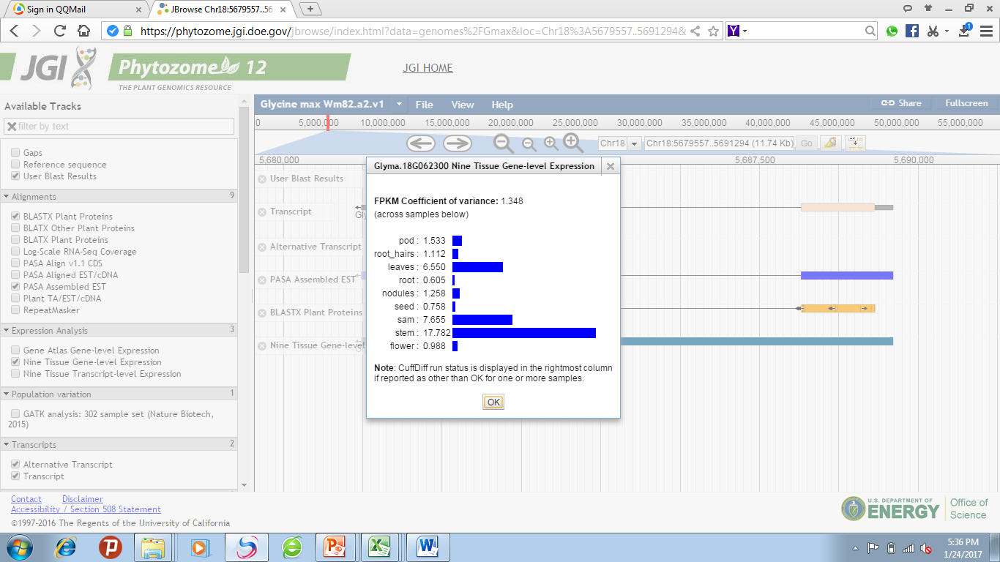 Sign in QQMail
JBrowse Chr18:5679557..56
https://phytozome.jgi.doe.gov/jbrowse/index.html?data=genomes%2FGmax&loc=Chr18%3A5679557..5691294&
1
JGI
Phytozome 12
THE PLANT GENOMICS RESOURCE
JGI HOME
Available Tracks
filter by text
Gaps
Reference sequence
User Blast Results
Alignments 9
BLASTX Plant Proteins
BLATX Other Plant Proteins
BLATX Plant Proteins
Log-Scale RNA-Seq Coverage
PASA Align v1.1 CDS
PASA Aligned EST/cDNA
PASA Assembled EST
Plant TA/EST/cDNA
RepeatMasker
Expression Analysis 3
Gene Atlas Gene-level Expression
Nine Tissue Gene-level Expression
Nine Tissue Transcript-level Expression
Population variation 1
GATK analysis: 302 sample set (Nature Biotech,
2015)
Transcripts 2
Alternative Transcript
Transcript
Glycine max Wm82.a2.v1 File View Help Share Fullscreen
0 5,000,000 10,000,000 15,000,000 20,000,000 25,000,000 30,000,000 35,000,000 40,000,000 45,000,000 50,000,000 55,000,000
Chr18 Chr18:5679557..5691294 (11.74 Kb) Go
5,680,000 5,687,500 5,690,000
User Blast Results
Transcript
Gly
Alternative Transcript
PASA Assembled EST
BLASTX Plant Proteins
Nine Tissue Gene-level
Glyma.18G062300 Nine Tissue Gene-level Expression
FPKM Coefficient of variance: 1.348
(across samples below)
pod : 1.533
root_hairs : 1.112
leaves : 6.550
root : 0.605
nodules : 1.258
seed : 0.758
sam : 7.655
stem : 17.782
flower : 0.988
Note: CuffDiff run status is displayed in the rightmost column
if reported as other than OK for one or more samples.
OK
Contact Disclaimer
Accessibility / Section 508 Statement
©1997-2016 The Regents of the University of California
U.S. DEPARTMENT OF
ENERGY
Office of
Science
5:36 PM
1/24/2017